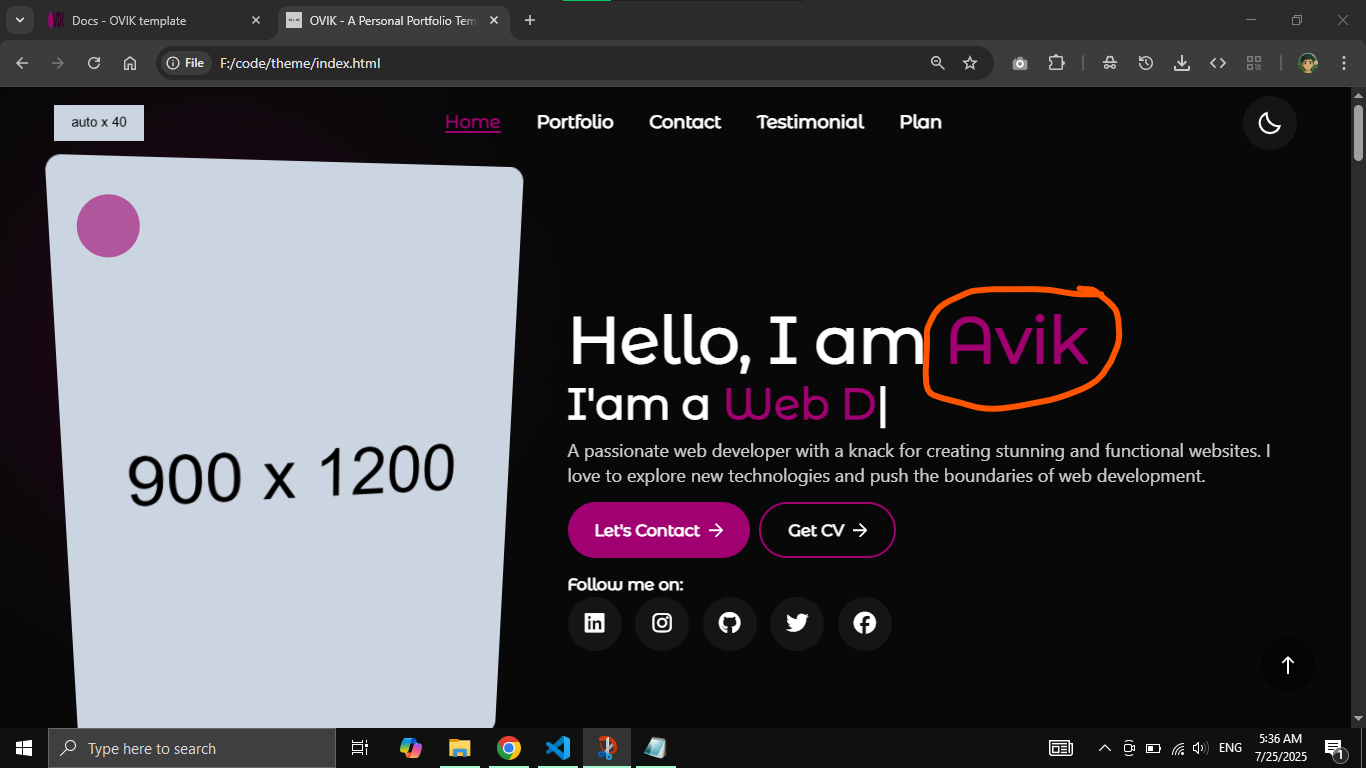 Docs - OVIK template
OVIK - A Personal Portfolio Tem
File
F:/code/theme/index.html
auto x 40
Home
Portfolio
Contact
Testimonial
Plan
900 x 1200
Hello, I am Avik
I'am a Web D|
A passionate web developer with a knack for creating stunning and functional websites. I
love to explore new technologies and push the boundaries of web development.
Let's Contact
Get CV
Follow me on:
Type here to search
ENG
5:36 AM
7/25/2025
1